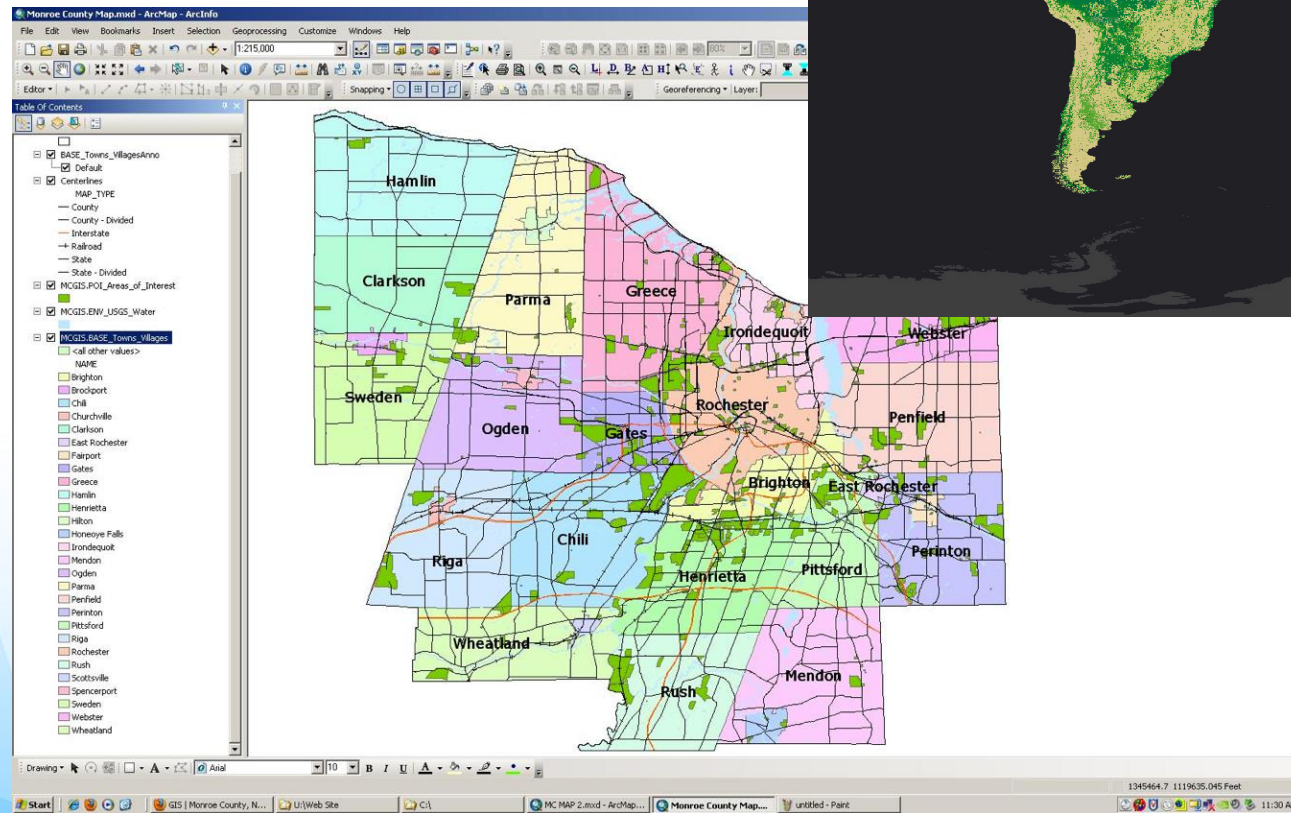 Monroe County Map.mxd - ArcMap - ArcInfo
File Edit View Bookmarks Insert Selection Geoprocessing Customize Windows Help
1:215,000
80%
Editor
Snapping
Georeferencing Layer:
Table Of Contents
BASE_Towns_VillagesAnno
Default
Centerlines
MAP_TYPE
County
County - Divided
Interstate
Railroad
State
State - Divided
MCGIS.POI_Areas_of_Interest
MCGIS.ENV_USGS_Water
MCGIS.BASE_Towns_Villages
<all other values>
NAME
Brighton
Brockport
Chili
Churchville
Clarkson
East Rochester
Fairport
Gates
Greece
Hamlin
Henrietta
Hilton
Honeoye Falls
Irondequoit
Mendon
Ogden
Parma
Penfield
Perinton
Pittsford
Riga
Rochester
Rush
Scottsville
Spencerport
Sweden
Webster
Wheatland
Hamlin
Clarkson
Parma
Greece
Irondequoit
Webster
Sweden
Ogden
Gates
Rochester
Penfield
Brighton
East Rochester
Riga
Chili
Henrietta
Pittsford
Perinton
Wheatland
Rush
Mendon
Drawing
A
Arial
10
B I U A
1345464.7 1119635.045 Feet
Start
GIS | Monroe County, N...
U:\Web Site
C:\
MC MAP 2.mxd - ArcMap...
Monroe County Map....
untitled - Paint
11:30 A